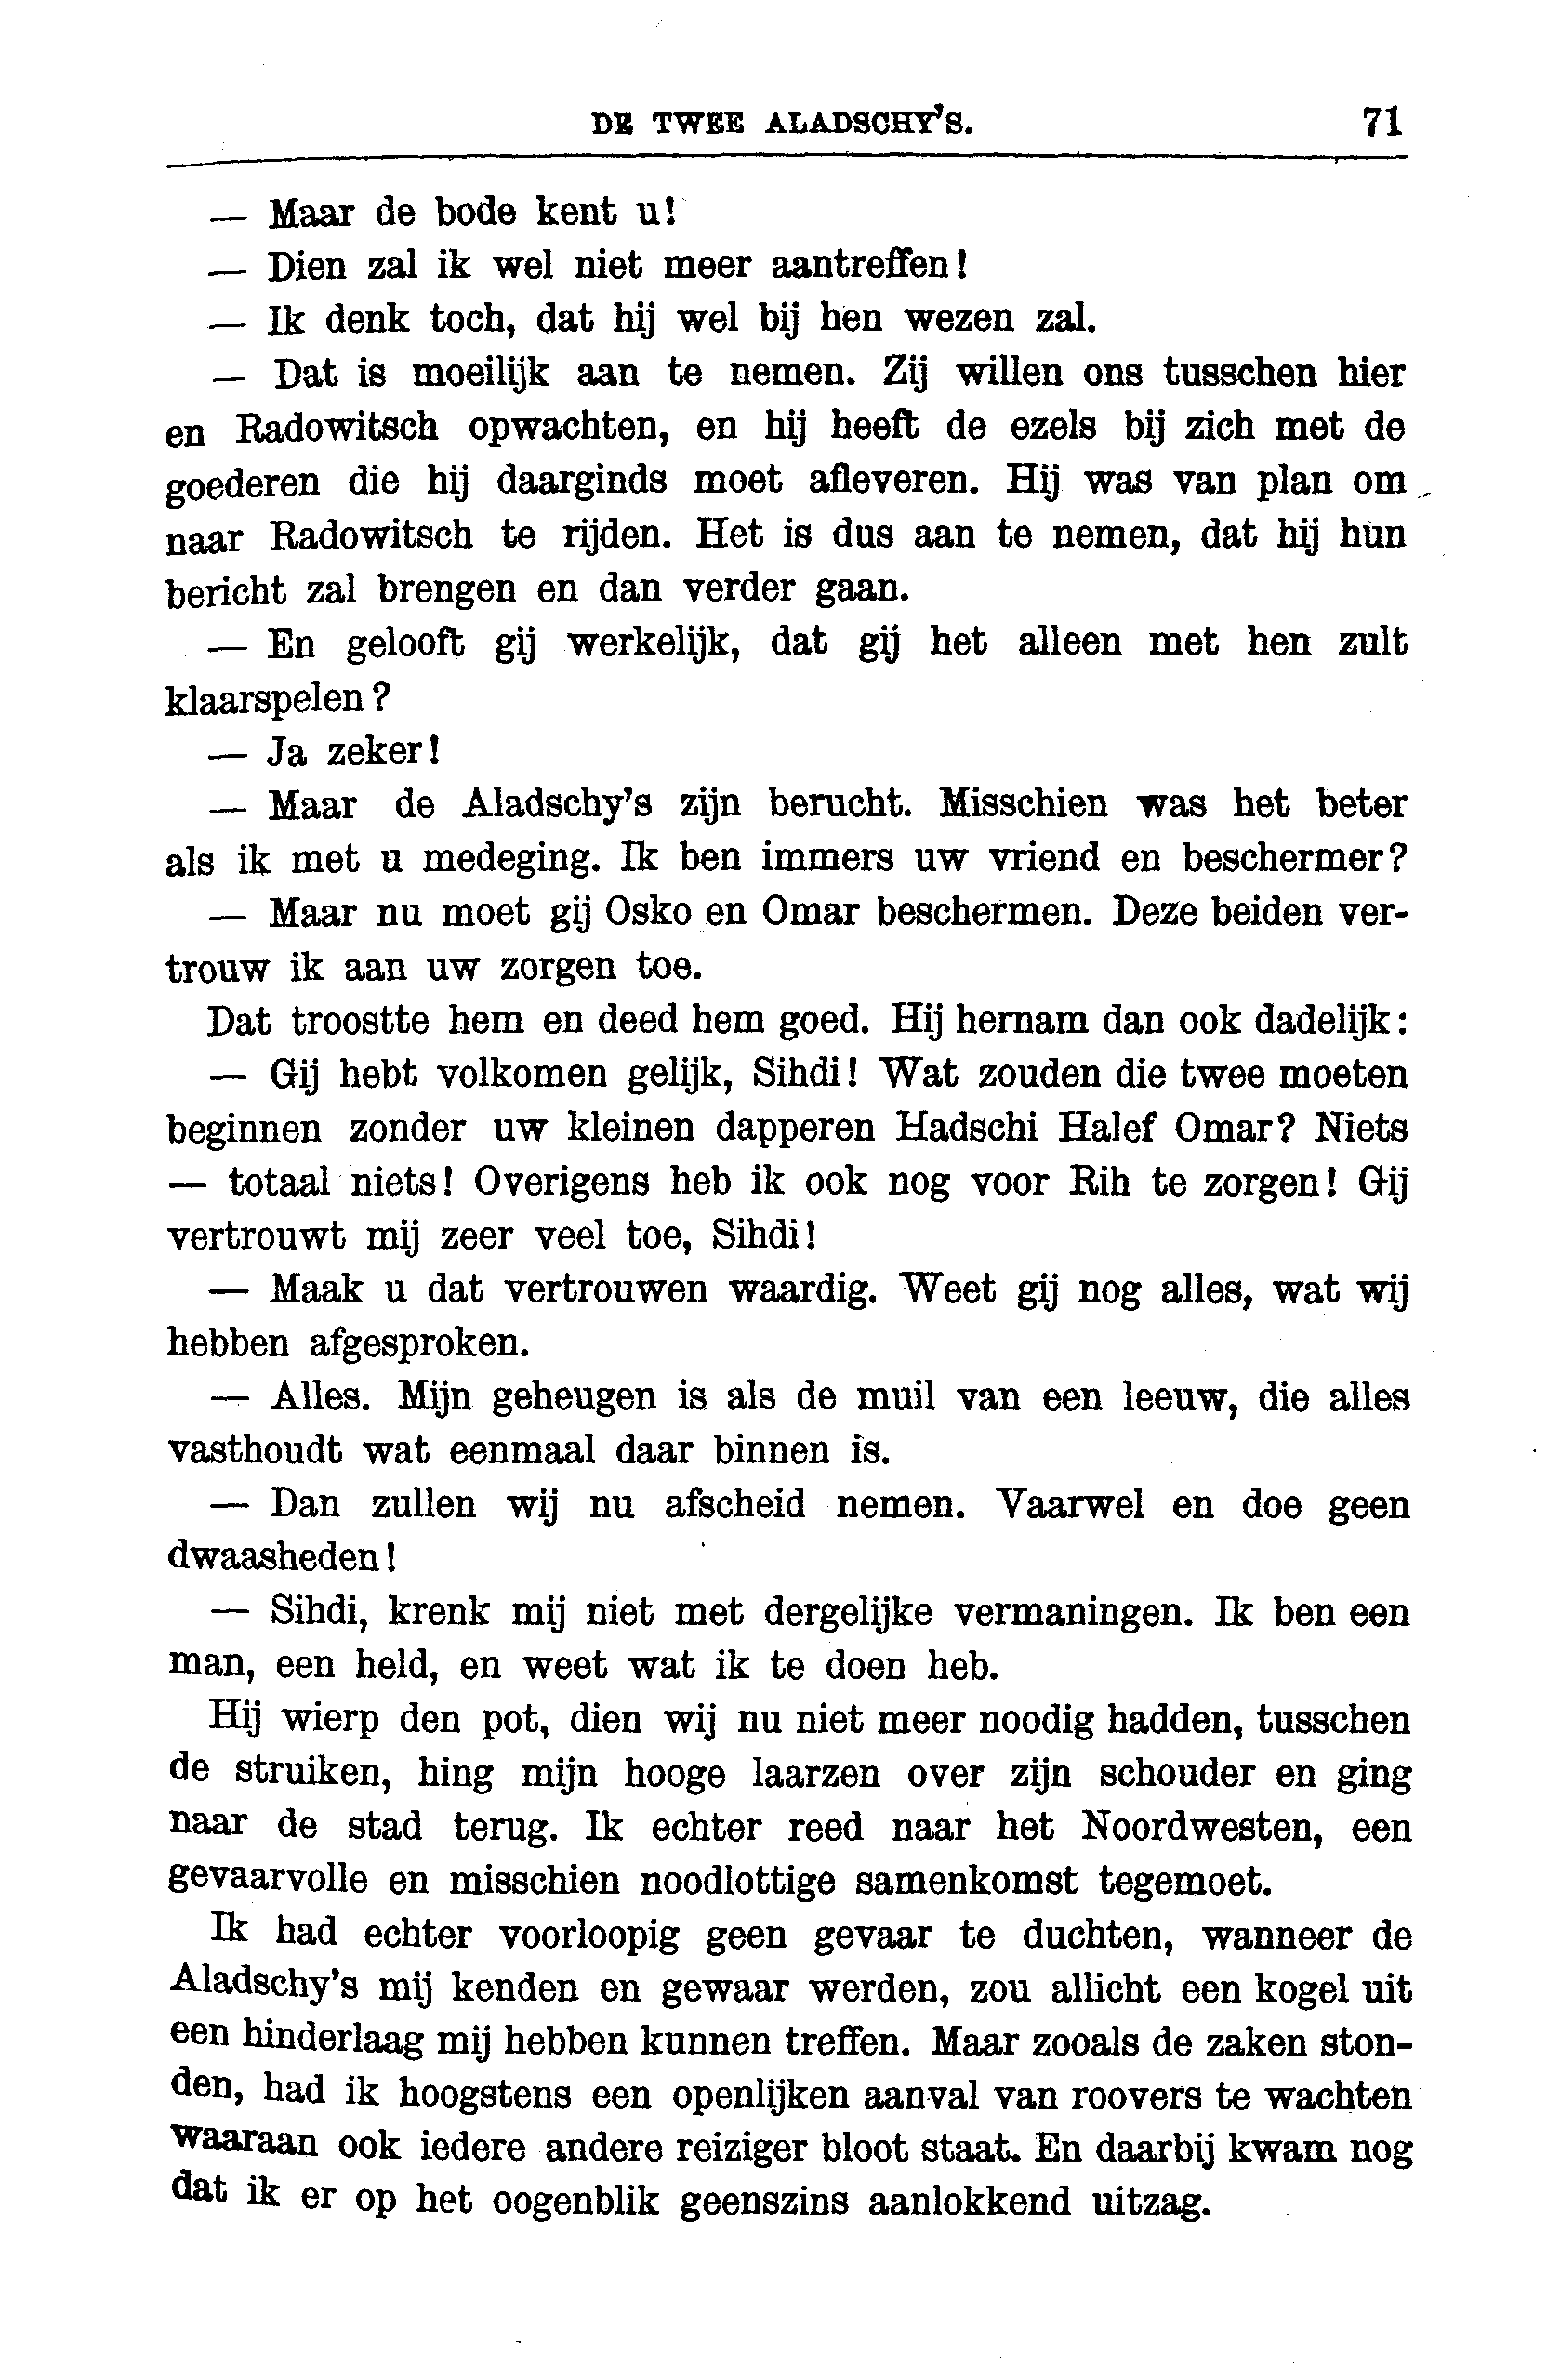 DE TWEE ALADSCHY'S. 71
— Maar de bode kent u!
— Dien zal ik wel niet meer aantreffen!
— Ik denk toch, dat hij wel bij hen wezen zal.
— Dat is moeilijk aan te nemen. Zij willen ons tusschen hier
en Radowitsch opwachten, en hij heeft de ezels bij zich met de
goederen die hij daarginds moet afleveren. Hij was van plan om
naar Radowitsch te rijden. Het is dus aan te nemen, dat hij hun
bericht zal brengen en dan verder gaan.
— En gelooft gij werkelijk, dat gij het alleen met hen zult
klaarspelen?
— Ja zeker!
— Maar de Aladschy's zijn berucht. Misschien was het beter
als ik met u medeging. Ik ben immers uw vriend en beschermer?
— Maar nu moet gij Osko en Omar beschermen. Deze beiden ver-
trouw ik aan uw zorgen toe.
Dat troostte hem en deed hem goed. Hij hernam dan ook dadelijk:
— Gij hebt volkomen gelijk, Sihdi! Wat zouden die twee moeten
beginnen zonder uw kleinen dapperen Hadschi Halef Omar? Niets
— totaal niets! Overigens heb ik ook nog voor Rih te zorgen! Gij
vertrouwt mij zeer veel toe, Sihdi!
— Maak u dat vertrouwen waardig. Weet gij nog alles, wat wij
hebben afgesproken.
— Alles. Mijn geheugen is als de muil van een leeuw, die alles
vasthoudt wat eenmaal daar binnen is.
— Dan zullen wij nu afscheid nemen. Vaarwel en doe geen
dwaasheden!
— Sihdi, krenk mij niet met dergelijke vermaningen. Ik ben een
man, een held, en weet wat ik te doen heb.
Hij wierp den pot, dien wij nu niet meer noodig hadden, tusschen
de struiken, hing mijn hooge laarzen over zijn schouder en ging
naar de stad terug. Ik echter reed naar het Noordwesten, een
gevaarvolle en misschien noodlottige samenkomst tegemoet.
Ik had echter voorloopig geen gevaar te duchten, wanneer de
Aladschy's mij kenden en gewaar werden, zou allicht een kogel uit
een hinderlaag mij hebben kunnen treffen. Maar zooals de zaken ston-
den, had ik hoogstens een openlijken aanval van roovers te wachten
waaraan ook iedere andere reiziger bloot staat. En daarbij kwam nog
dat ik er op het oogenblik geenszins aanlokkend uitzag.